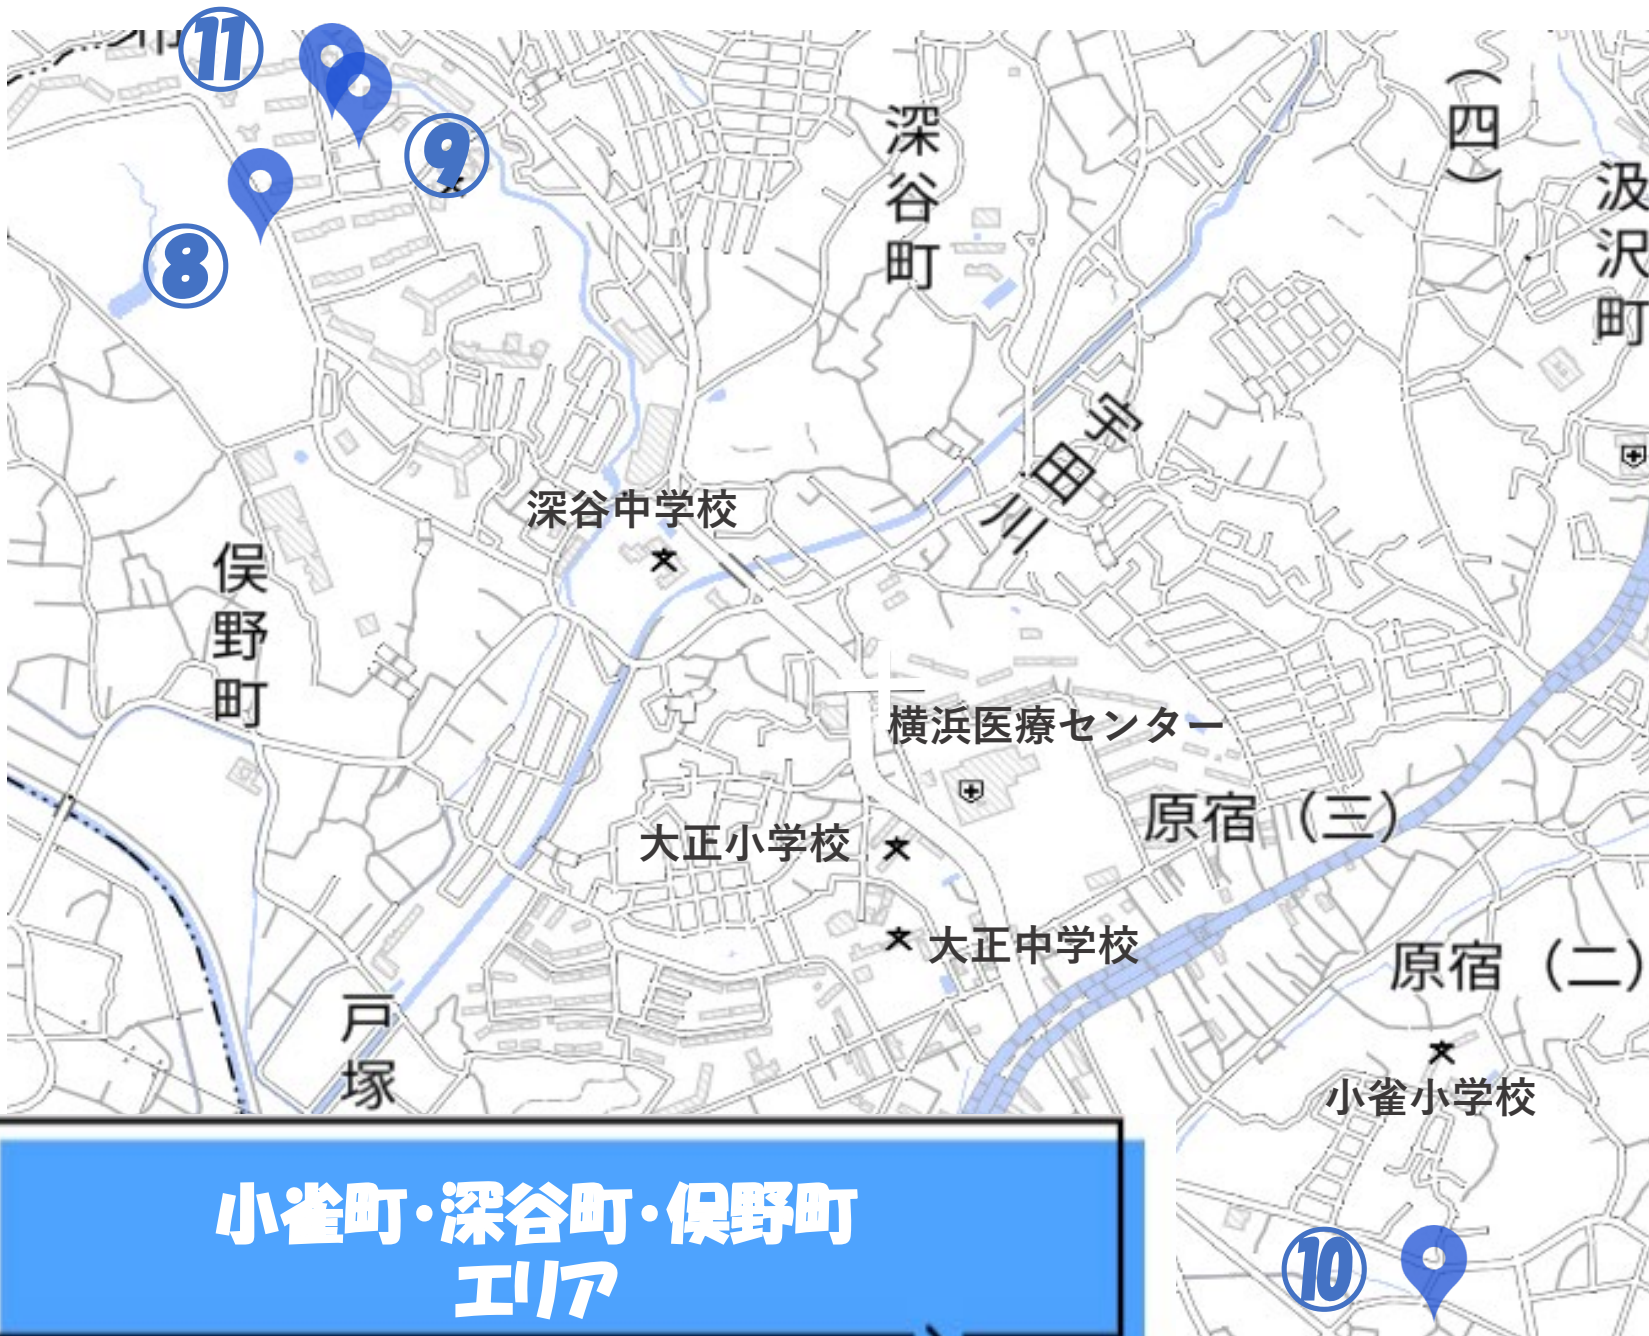 ⑪
⑨
⑧
深谷町
（四）
汲沢町
宇田川
深谷中学校
俣野町
横浜医療センター
原宿（三）
大正小学校
大正中学校
原宿（二）
戸塚
小雀小学校
⑩
小雀町・深谷町・俣野町
エリア